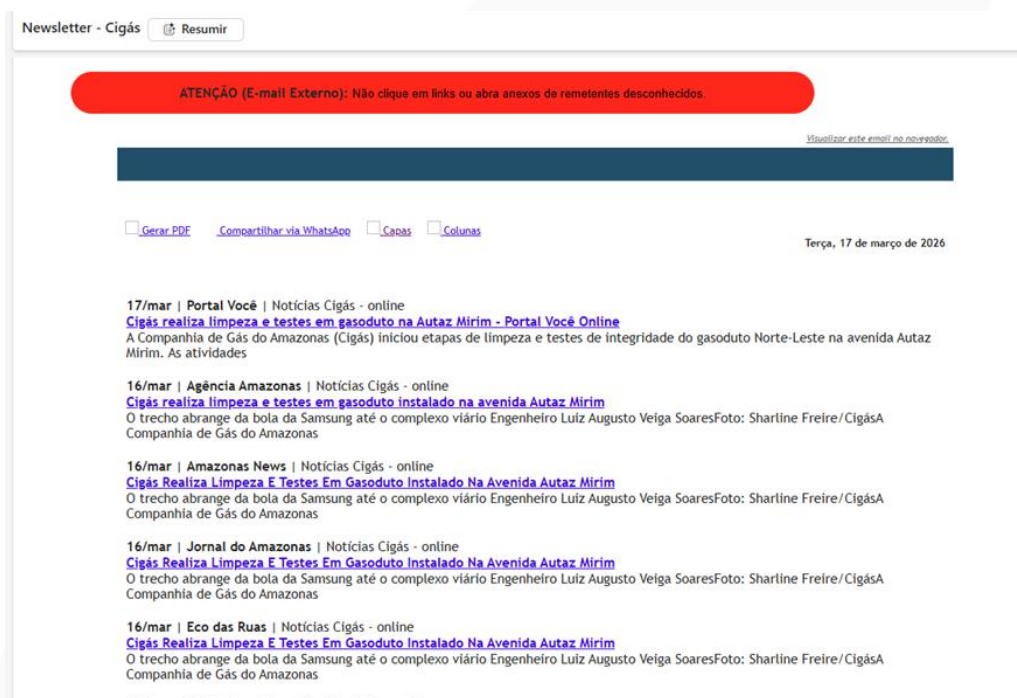 Newsletter - Cigás
Resumir
ATENÇÃO (E-mail Externo): Não clique em links ou abra anexos de remetentes desconhecidos.
Visualizar este email no navegador.
Gerar PDF Compartilhar via WhatsApp Capas Colunas
Terça, 17 de março de 2026
17/mar | Portal Você | Notícias Cigás - online
Cigás realiza limpeza e testes em gasoduto na Autaz Mirim - Portal Você Online
A Companhia de Gás do Amazonas (Cigás) iniciou etapas de limpeza e testes de integridade do gasoduto Norte-Leste na avenida Autaz
Mirim. As atividades
16/mar | Agência Amazonas | Notícias Cigás - online
Cigás realiza limpeza e testes em gasoduto instalado na avenida Autaz Mirim
O trecho abrange da bola da Samsung até o complexo viário Engenheiro Luiz Augusto Veiga SoaresFoto: Sharline Freire/CigásA
Companhia de Gás do Amazonas
16/mar | Amazonas News | Notícias Cigás - online
Cigás Realiza Limpeza E Testes Em Gasoduto Instalado Na Avenida Autaz Mirim
O trecho abrange da bola da Samsung até o complexo viário Engenheiro Luiz Augusto Veiga SoaresFoto: Sharline Freire/CigásA
Companhia de Gás do Amazonas
16/mar | Jornal do Amazonas | Notícias Cigás - online
Cigás Realiza Limpeza E Testes Em Gasoduto Instalado Na Avenida Autaz Mirim
O trecho abrange da bola da Samsung até o complexo viário Engenheiro Luiz Augusto Veiga SoaresFoto: Sharline Freire/CigásA
Companhia de Gás do Amazonas
16/mar | Eco das Ruas | Notícias Cigás - online
Cigás Realiza Limpeza E Testes Em Gasoduto Instalado Na Avenida Autaz Mirim
O trecho abrange da bola da Samsung até o complexo viário Engenheiro Luiz Augusto Veiga SoaresFoto: Sharline Freire/CigásA
Companhia de Gás do Amazonas